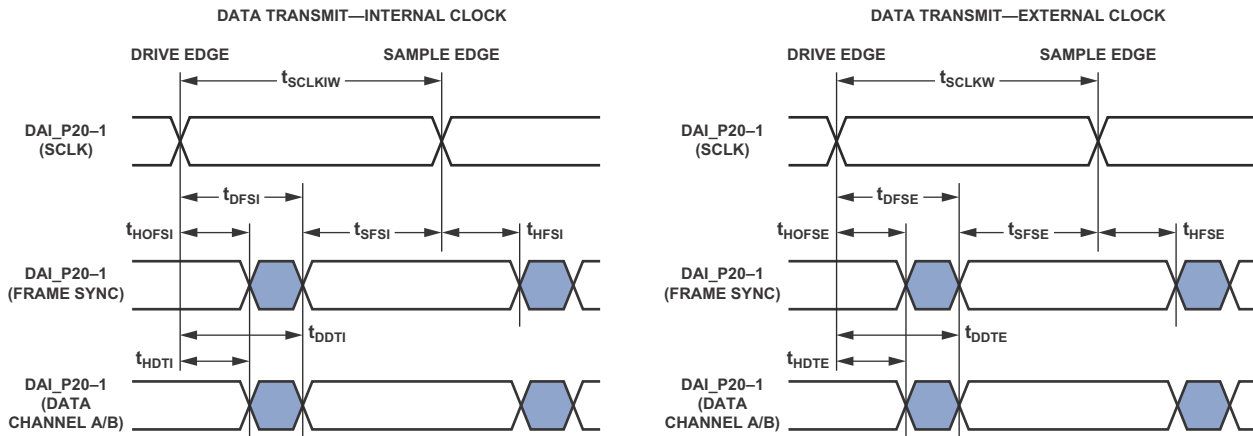 DATA TRANSMIT—INTERNAL CLOCK
DRIVE EDGE
SAMPLE EDGE
tSCLKIW
DAI_P20–1
(SCLK)
tDFSI
tHOFSI
tSFSI
tHFSI
DAI_P20–1
(FRAME SYNC)
tDDTI
tHDTI
DAI_P20–1
(DATA
CHANNEL A/B)
DATA TRANSMIT—EXTERNAL CLOCK
DRIVE EDGE
SAMPLE EDGE
tSCLKW
DAI_P20–1
(SCLK)
tDFSE
tHOFSE
tSFSE
tHFSE
DAI_P20–1
(FRAME SYNC)
tDDTE
tHDTE
DAI_P20–1
(DATA
CHANNEL A/B)